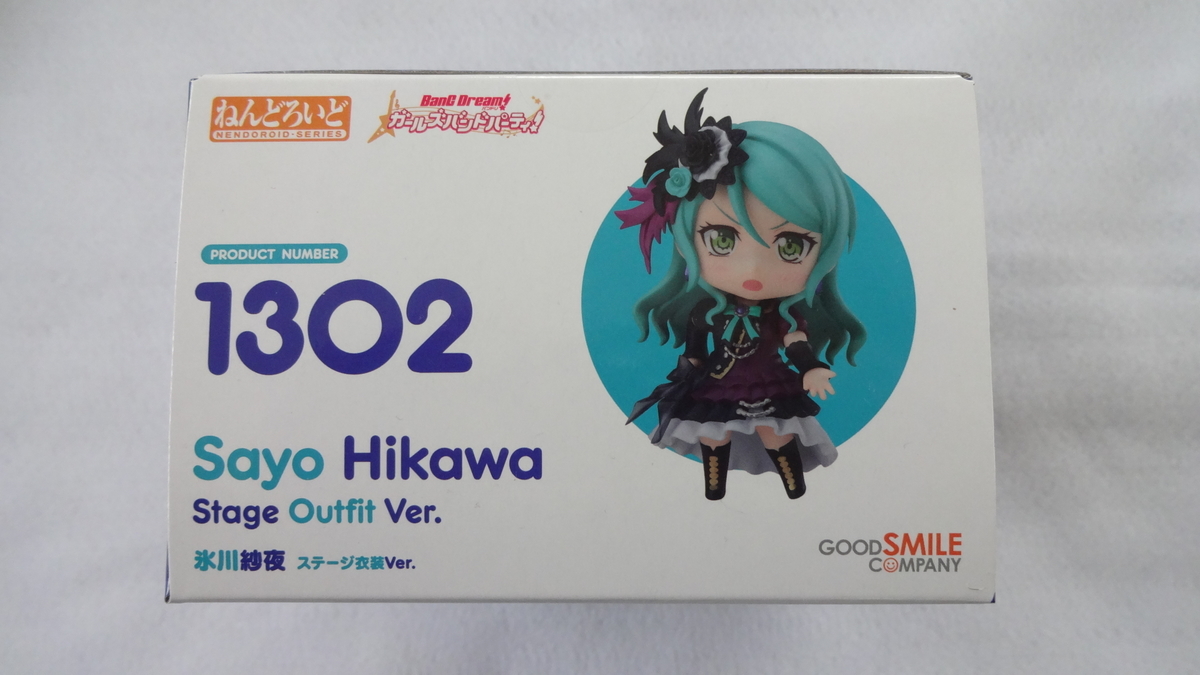 ねんどろいど
NENDOROID-SERIES
BanG Dream!
ガールズバンドパーティ!
PRODUCT NUMBER
1302
Sayo Hikawa
Stage Outfit Ver.
氷川紗夜 ステージ衣装Ver.
GOOD SMILE
COMPANY